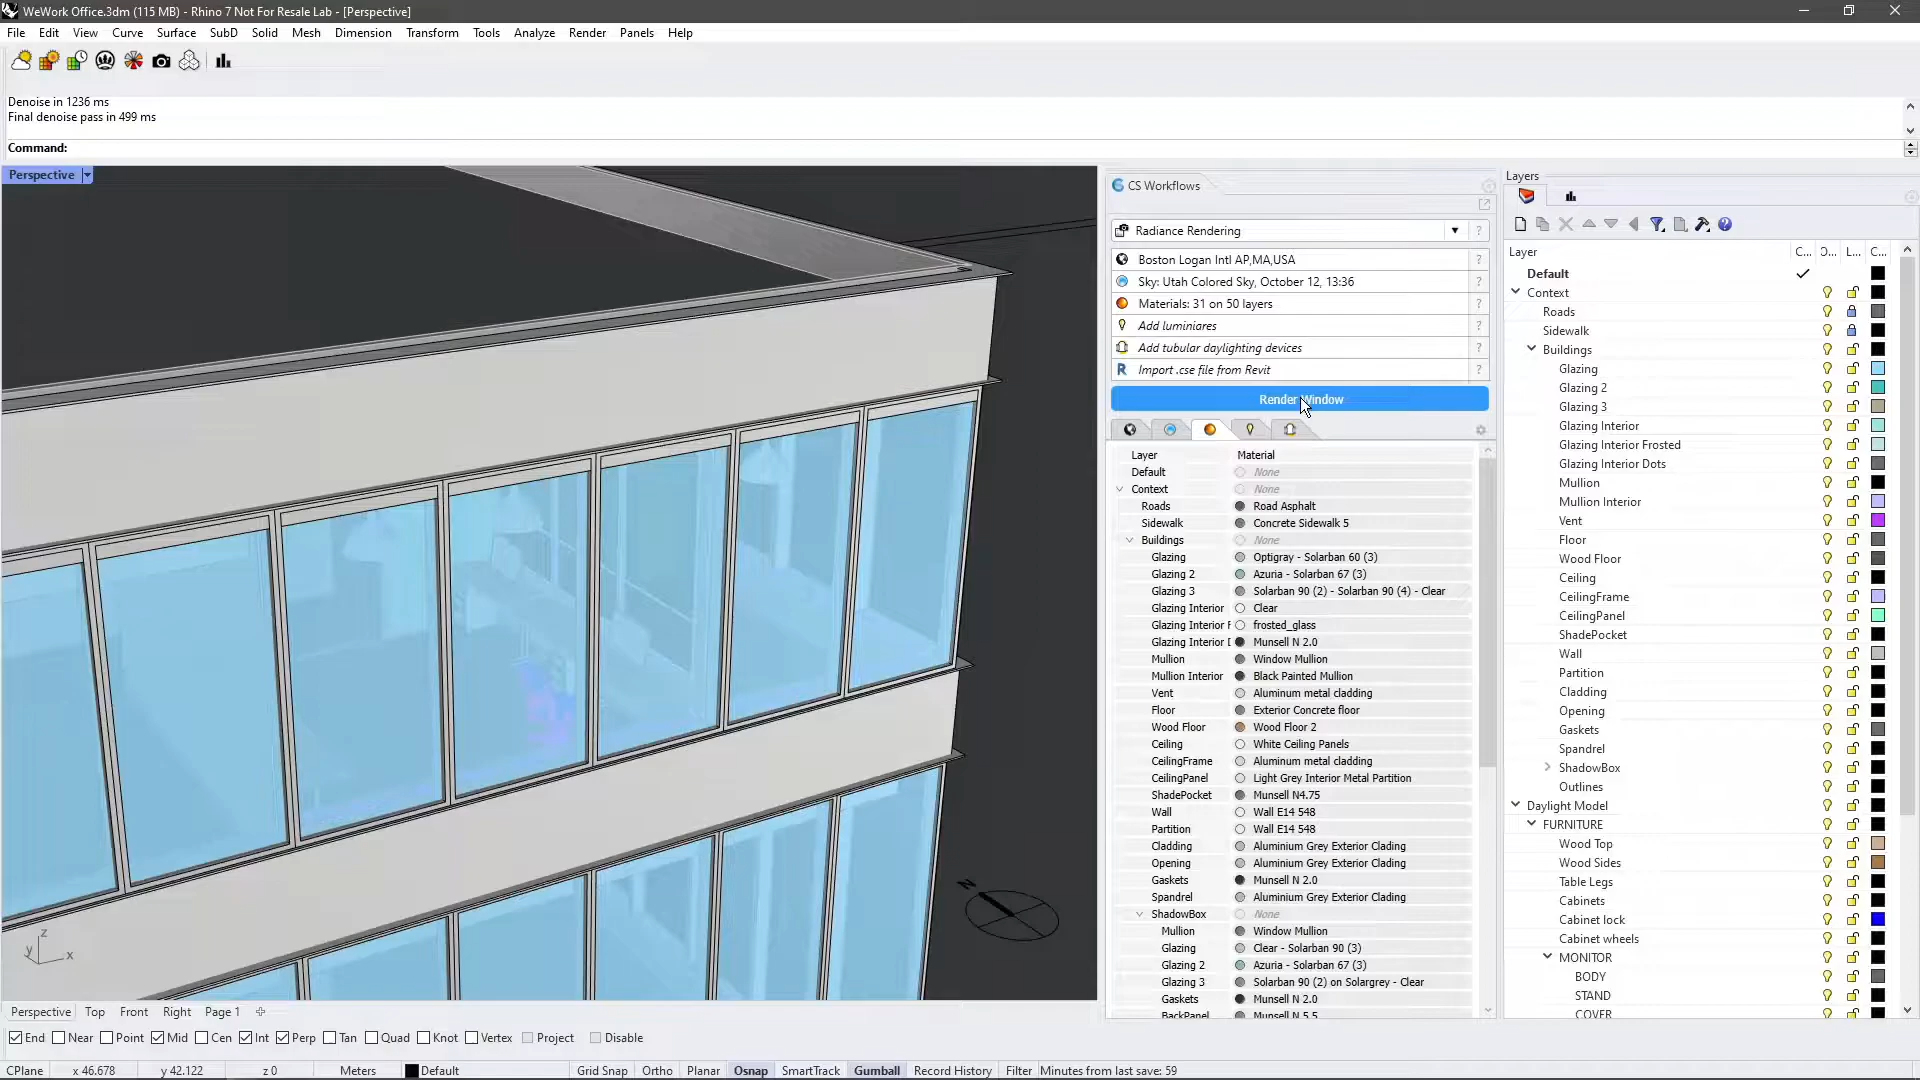 WeWork Office.3dm (115 MB) - Rhino 7 Not For Resale Lab - [Perspective]
File Edit View Curve Surface SubD Solid Mesh Dimension Transform Tools Analyze Render Panels Help
Denoise in 1236 ms
Final denoise pass in 499 ms
Command:
Perspective
z
y
x
N
Perspective Top Front Right Page 1
End Near Point Mid Cen Int Perp Tan Quad Knot Vertex Project Disable
CPlane x 46.678 y 42.122 z 0 Meters Default Grid Snap Ortho Planar Osnap SmartTrack Gumball Record History Filter Minutes from last save: 59
CS Workflows
Radiance Rendering ?
Boston Logan Intl AP,MA,USA ?
Sky: Utah Colored Sky, October 12, 13:36 ?
Materials: 31 on 50 layers ?
Add luminiares ?
Add tubular daylighting devices ?
R Import .cse file from Revit ?
Render Window
Layer Material
Default None
Context None
Roads Road Asphalt
Sidewalk Concrete Sidewalk 5
Buildings None
Glazing Optigray - Solarban 60 (3)
Glazing 2 Azuria - Solarban 67 (3)
Glazing 3 Solarban 90 (2) - Solarban 90 (4) - Clear
Glazing Interior Clear
Glazing Interior F frosted_glass
Glazing Interior D Munsell N 2.0
Mullion Window Mullion
Mullion Interior Black Painted Mullion
Vent Aluminum metal cladding
Floor Exterior Concrete floor
Wood Floor Wood Floor 2
Ceiling White Ceiling Panels
CeilingFrame Aluminum metal cladding
CeilingPanel Light Grey Interior Metal Partition
ShadePocket Munsell N4.75
Wall Wall E14 548
Partition Wall E14 548
Cladding Aluminium Grey Exterior Clading
Opening Aluminium Grey Exterior Clading
Gaskets Munsell N 2.0
Spandrel Aluminium Grey Exterior Clading
ShadowBox None
Mullion Window Mullion
Glazing Clear - Solarban 90 (3)
Glazing 2 Azuria - Solarban 67 (3)
Glazing 3 Solarban 90 (2) on Solargrey - Clear
Gaskets Munsell N 2.0
BackPanel Munsell N 5.5
Layers
Layer C... O... L... C...
Default
Context
Roads
Sidewalk
Buildings
Glazing
Glazing 2
Glazing 3
Glazing Interior
Glazing Interior Frosted
Glazing Interior Dots
Mullion
Mullion Interior
Vent
Floor
Wood Floor
Ceiling
CeilingFrame
CeilingPanel
ShadePocket
Wall
Partition
Cladding
Opening
Gaskets
Spandrel
ShadowBox
Outlines
Daylight Model
FURNITURE
Wood Top
Wood Sides
Table Legs
Cabinets
Cabinet lock
Cabinet wheels
MONITOR
BODY
STAND
COVER